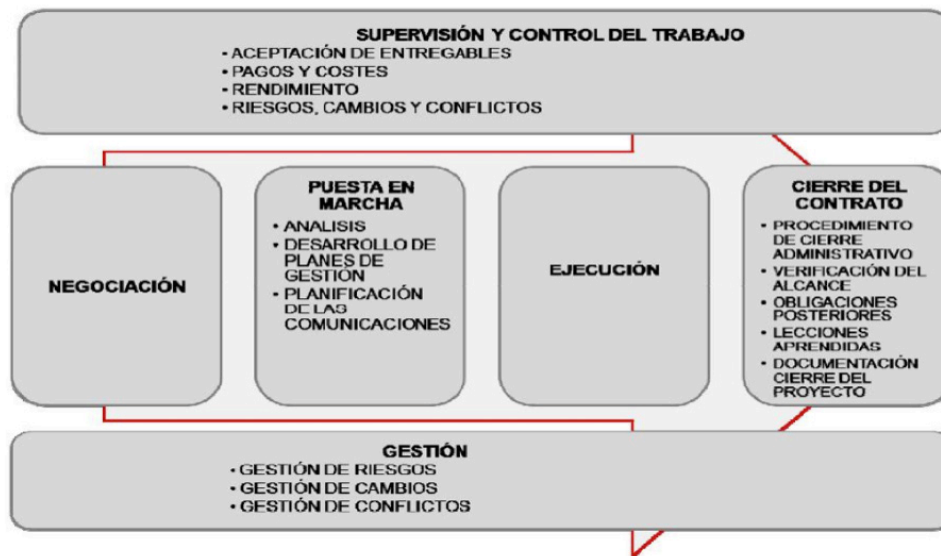 SUPERVISIÓN Y CONTROL DEL TRABAJO
• ACEPTACIÓN DE ENTREGABLES
• PAGOS Y COSTES
• RENDIMIENTO
• RIESGOS, CAMBIOS Y CONFLICTOS
NEGOCIACIÓN
PUESTA EN
MARCHA
• ANALISIS
• DESARROLLO DE
PLANES DE
GESTIÓN
• PLANIFICACIÓN
DE LAS
COMUNICACIONES
EJECUCIÓN
CIERRE DEL
CONTRATO
• PROCEDIMIENTO
DE CIERRE
ADMINISTRATIVO
• VERIFICACIÓN DEL
ALCANCE
• OBLIGACIONES
POSTERIORES
• LECCIONES
APRENDIDAS
• DOCUMENTACIÓN
CIERRE DEL
PROYECTO
GESTIÓN
• GESTIÓN DE RIESGOS
• GESTIÓN DE CAMBIOS
• GESTIÓN DE CONFLICTOS